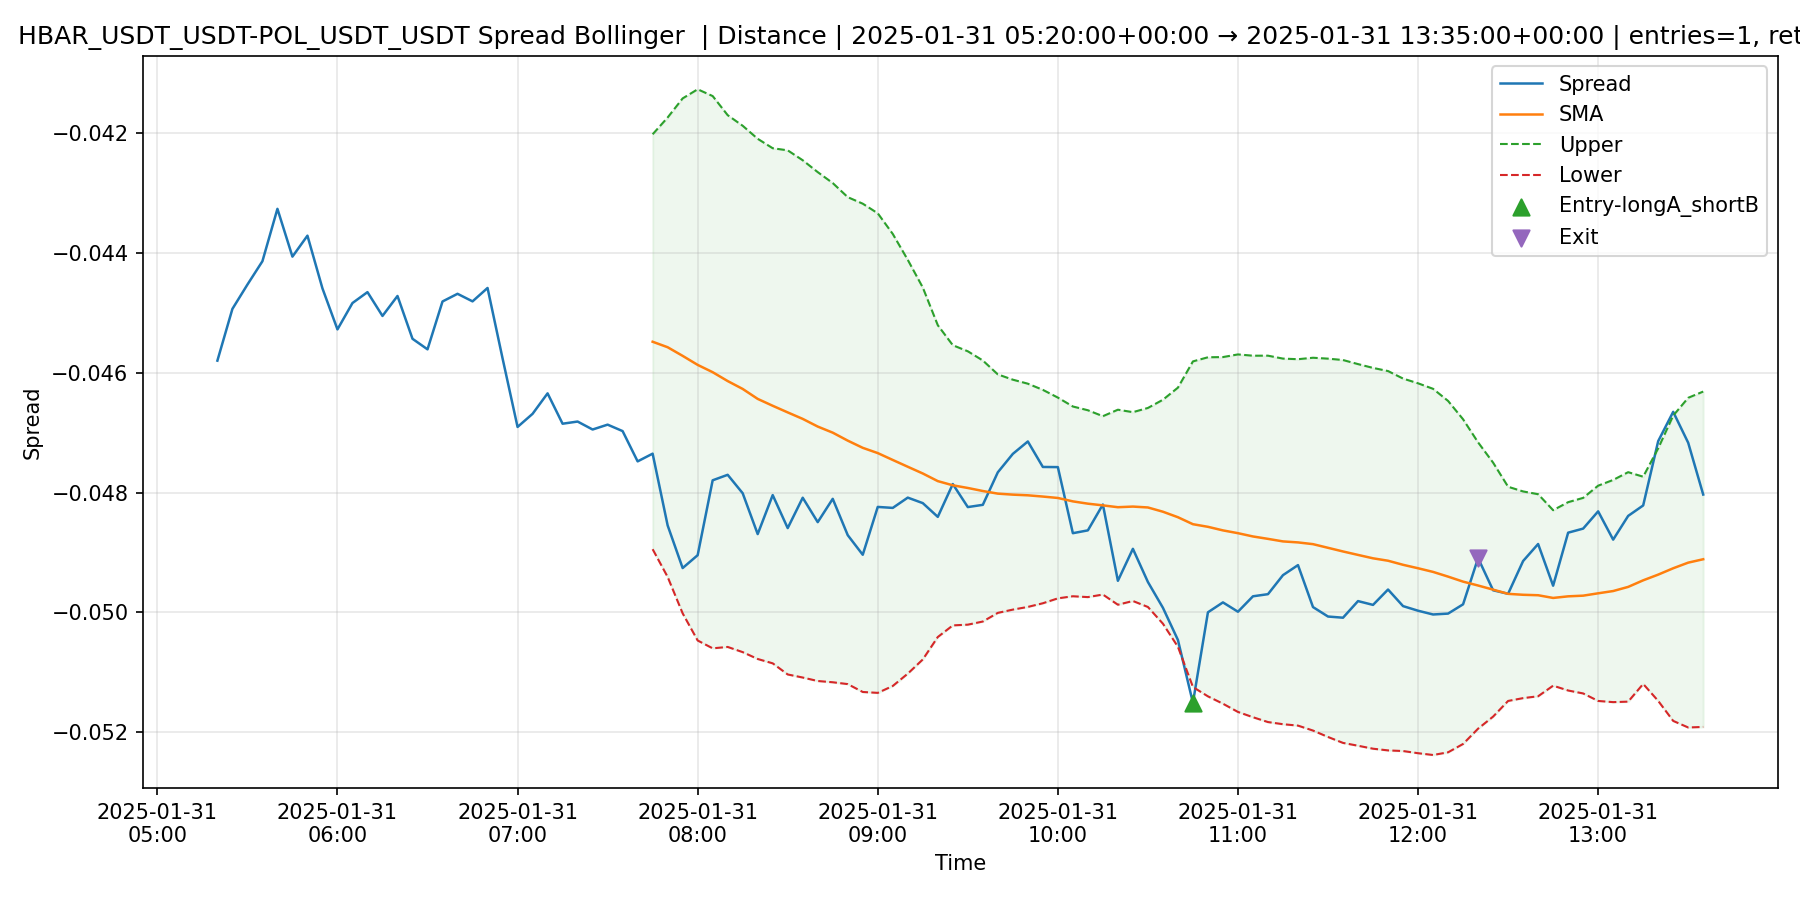 HBAR_USDT_USDT-POL_USDT_USDT Spread Bollinger | Distance | 2025-01-31 05:20:00+00:00 → 2025-01-31 13:35:00+00:00 | entries=1, ret
Spread
SMA
Upper
Lower
Entry-longA_shortB
Exit
−0.042
−0.044
−0.046
−0.048
−0.050
−0.052
Spread
2025-01-31 2025-01-31 2025-01-31 2025-01-31 2025-01-31 2025-01-31 2025-01-31 2025-01-31 2025-01-31
05:00 06:00 07:00 08:00 09:00 10:00 11:00 12:00 13:00
Time